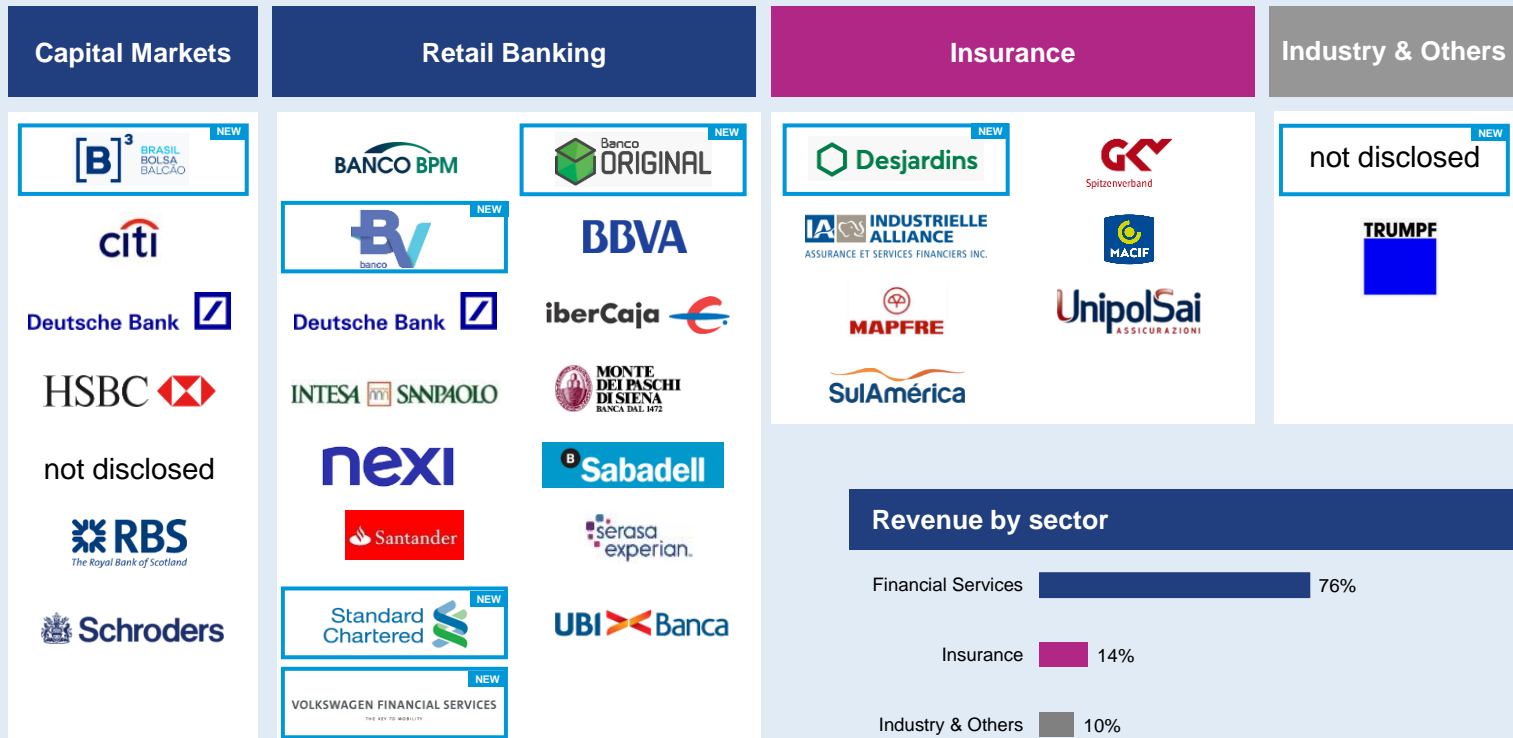 Capital Markets
Retail Banking
Insurance
Industry & Others
NEW
[B]³ BRASIL
BOLSA
BALCÃO
citi
Deutsche Bank
HSBC
not disclosed
RBS
The Royal Bank of Scotland
Schroders
BANCO BPM
NEW
Banco
ORIGINAL
NEW
BV
banco
BBVA
Deutsche Bank
iberCaja
INTESA SANPAOLO
MONTE
DEI PASCHI
DI SIENA
BANCA DAL 1472
nexi
B Sabadell
Santander
serasa
experian.
NEW
Standard
Chartered
UBI Banca
NEW
VOLKSWAGEN FINANCIAL SERVICES
THE KEY TO MOBILITY
NEW
Desjardins
GKV
Spitzenverband
IA INDUSTRIELLE
ALLIANCE
ASSURANCE ET SERVICES FINANCIERS INC.
MACIF
MAPFRE
UnipolSai
ASSICURAZIONI
SulAmérica
NEW
not disclosed
TRUMPF
Revenue by sector
Financial Services 76%
Insurance 14%
Industry & Others 10%